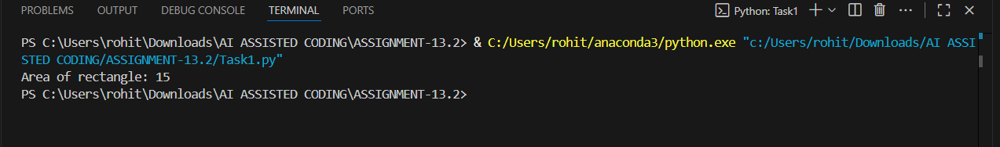 PROBLEMS OUTPUT DEBUG CONSOLE TERMINAL PORTS Python: Task1
PS C:\Users\rohit\Downloads\AI ASSISTED CODING\ASSIGNMENT-13.2> & C:/Users/rohit/anaconda3/python.exe "c:/Users/rohit/Downloads/AI ASSI
STED CODING/ASSIGNMENT-13.2/Task1.py"
Area of rectangle: 15
PS C:\Users\rohit\Downloads\AI ASSISTED CODING\ASSIGNMENT-13.2>